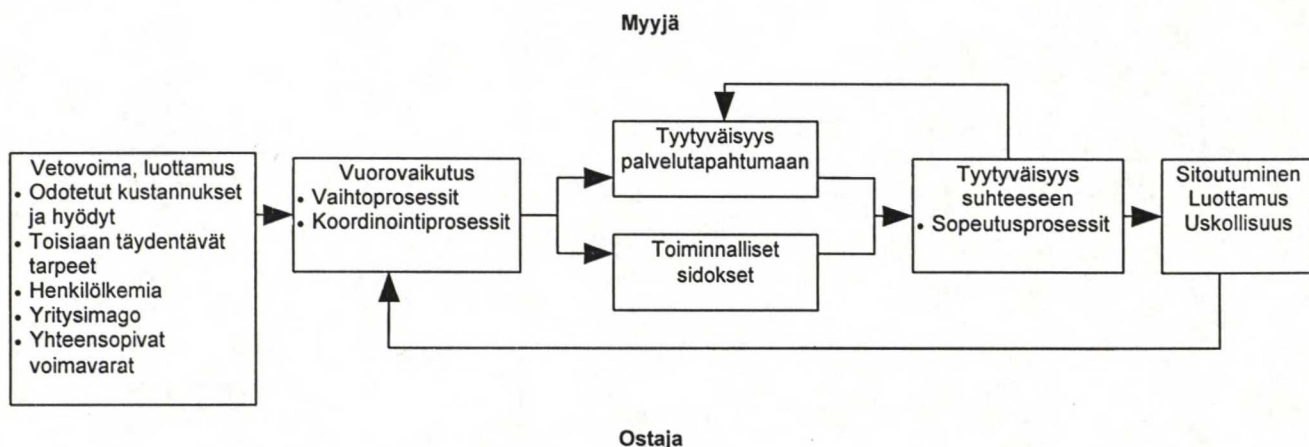 Myyjä
Vetovoima, luottamus
• Odotetut kustannukset
ja hyödyt
• Toisiaan täydentävät
tarpeet
• Henkilölkemia
• Yritysimago
• Yhteensopivat
voimavarat
Vuorovaikutus
• Vaihtoprosessit
• Koordinointiprosessit
Tyytyväisyys
palvelutapahtumaan
Toiminnalliset
sidokset
Tyytyväisyys
suhteeseen
• Sopeutusprosessit
Sitoutuminen
Luottamus
Uskollisuus
Ostaja